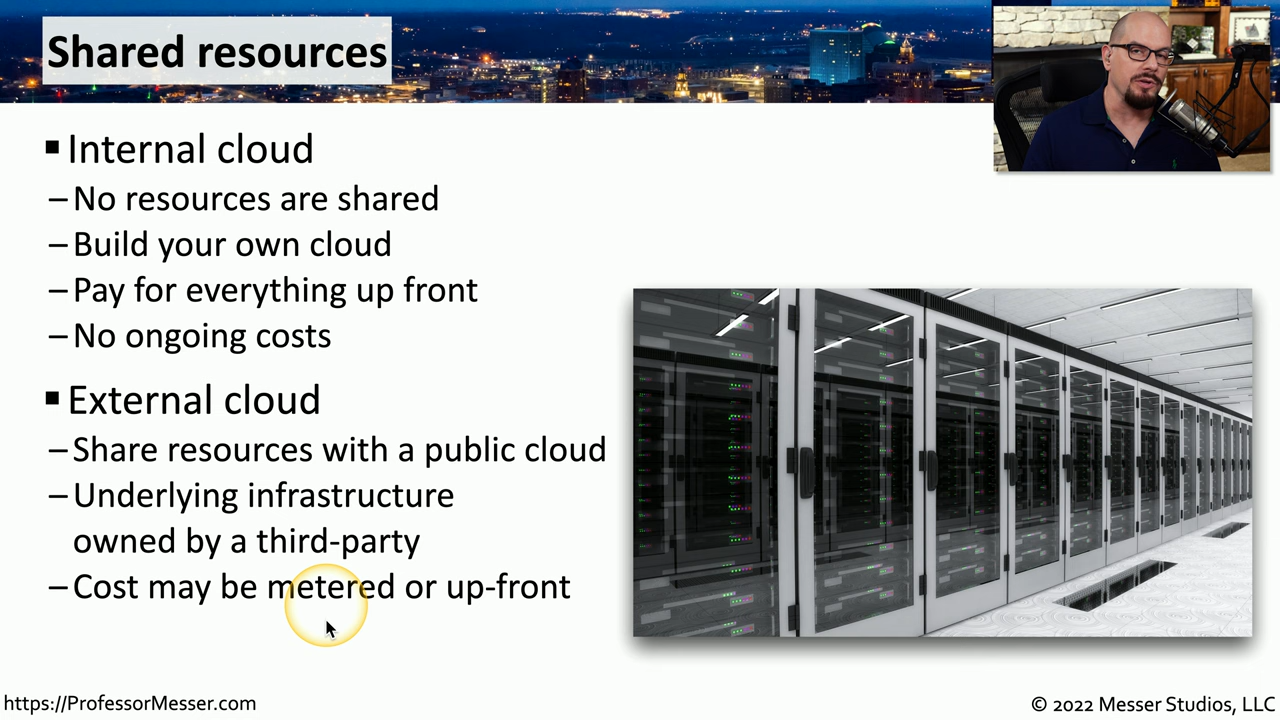 Shared resources
▪ Internal cloud
– No resources are shared
– Build your own cloud
– Pay for everything up front
– No ongoing costs
▪ External cloud
– Share resources with a public cloud
– Underlying infrastructure
owned by a third-party
– Cost may be metered or up-front
https://ProfessorMesser.com
© 2022 Messer Studios, LLC